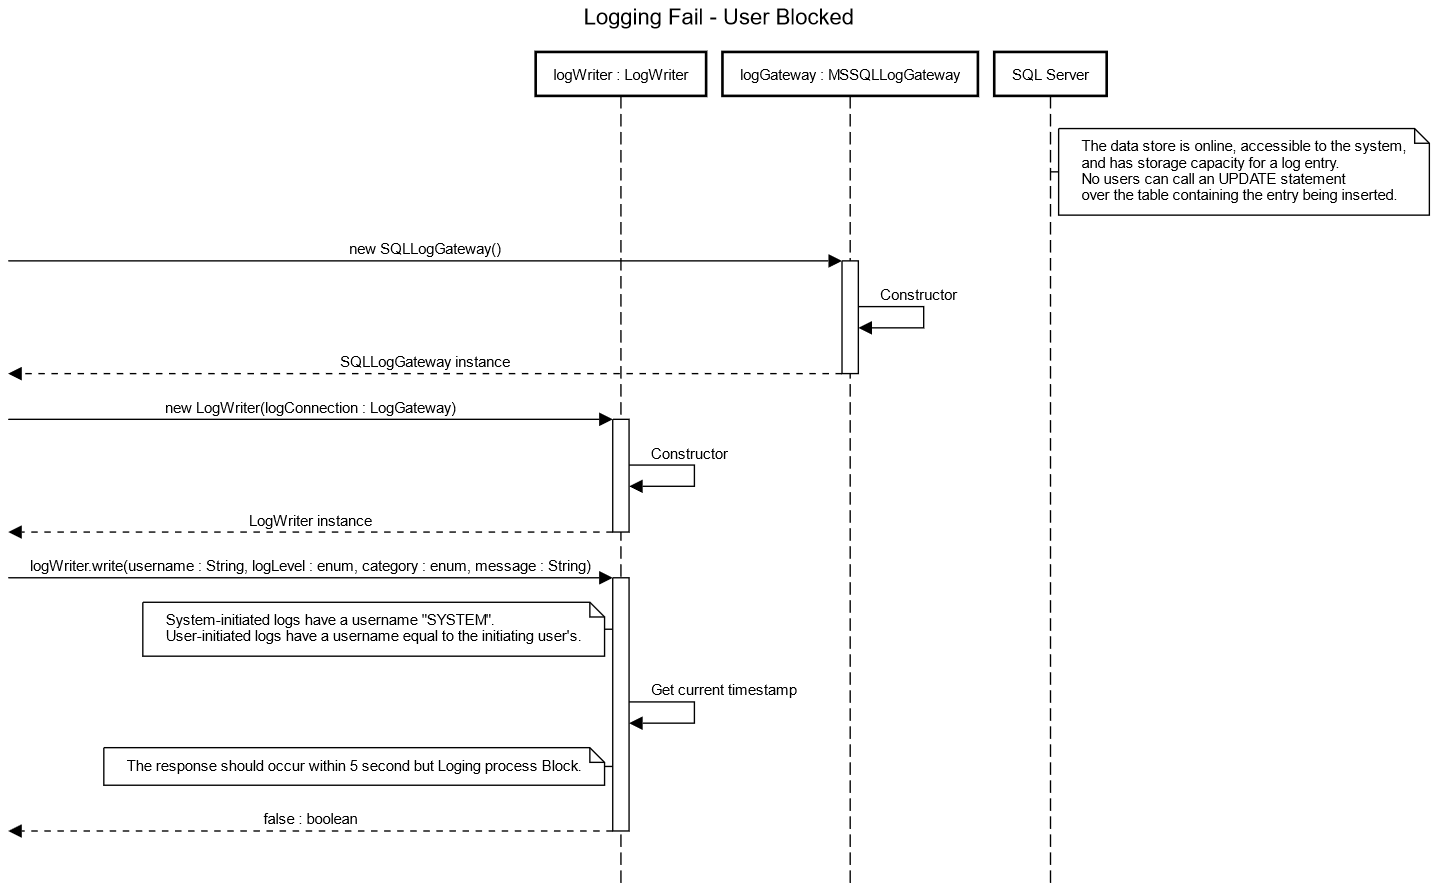 Logging Fail - User Blocked
logWriter : LogWriter
logGateway : MSSQLLogGateway
SQL Server
The data store is online, accessible to the system,
and has storage capacity for a log entry.
No users can call an UPDATE statement
over the table containing the entry being inserted.
new SQLLogGateway()
Constructor
SQLLogGateway instance
new LogWriter(logConnection : LogGateway)
Constructor
LogWriter instance
logWriter.write(username : String, logLevel : enum, category : enum, message : String)
System-initiated logs have a username "SYSTEM".
User-initiated logs have a username equal to the initiating user's.
Get current timestamp
The response should occur within 5 second but Loging process Block.
false : boolean